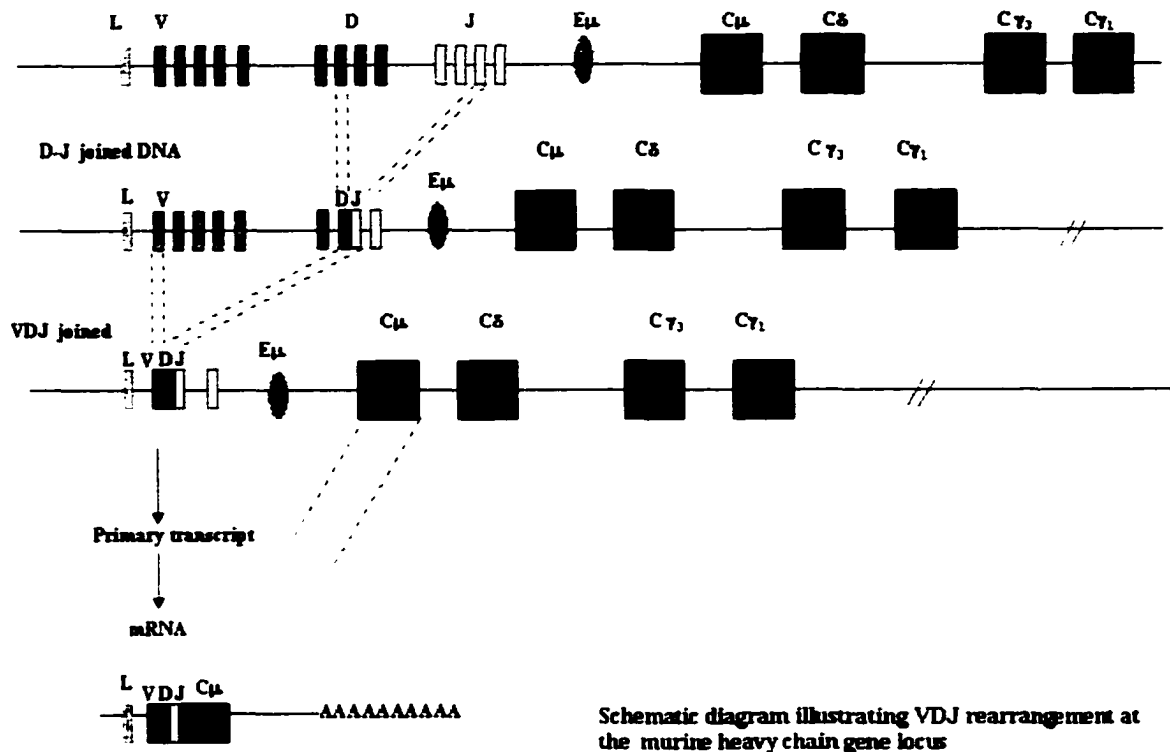 L V D J Eμ Cμ Cδ Cγ3 Cγ1
D-J joined DNA
Cμ Cδ Cγ3 Cγ1
L V DJ Eμ
VDJ joined
Cμ Cδ Cγ3 Cγ1
L V DJ Eμ
Primary transcript
mRNA
L VDJ Cμ
AAAAAAAAAA
Schematic diagram illustrating VDJ rearrangement at
the murine heavy chain gene locus